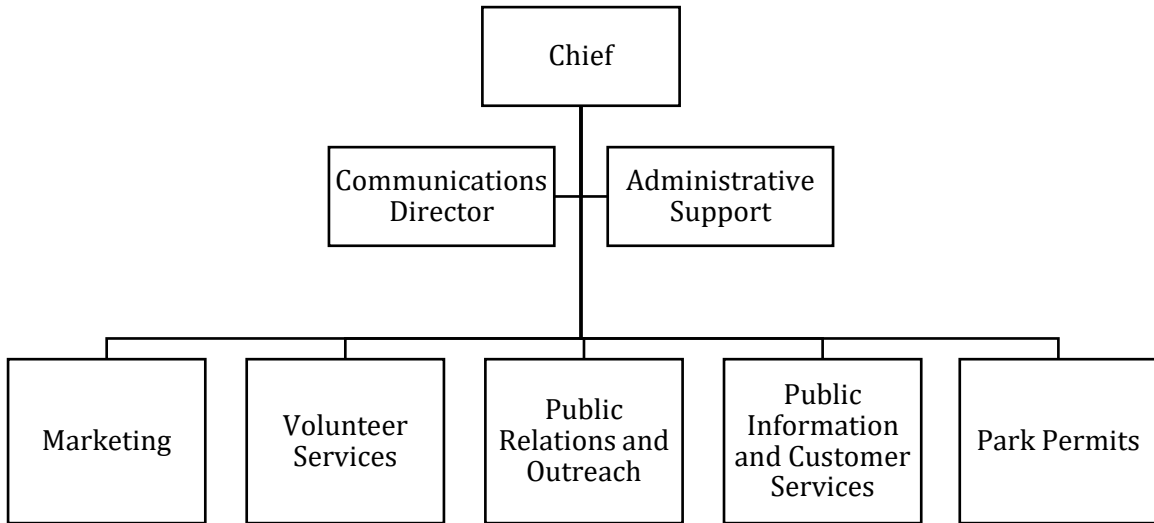 Chief
Communications
Director
Administrative
Support
Marketing
Volunteer
Services
Public
Relations and
Outreach
Public
Information
and Customer
Services
Park Permits